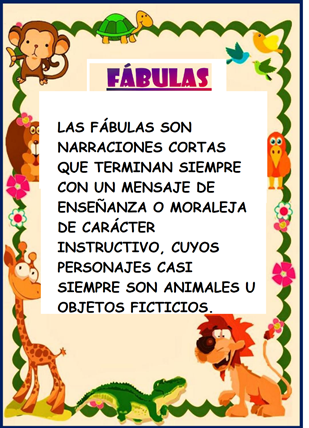 FÁBULAS
LAS FÁBULAS SON
NARRACIONES CORTAS
QUE TERMINAN SIEMPRE
CON UN MENSAJE DE
ENSEÑANZA O MORALEJA
DE CARÁCTER
INSTRUCTIVO, CUYOS
PERSONAJES CASI
SIEMPRE SON ANIMALES U
OBJETOS FICTICIOS.